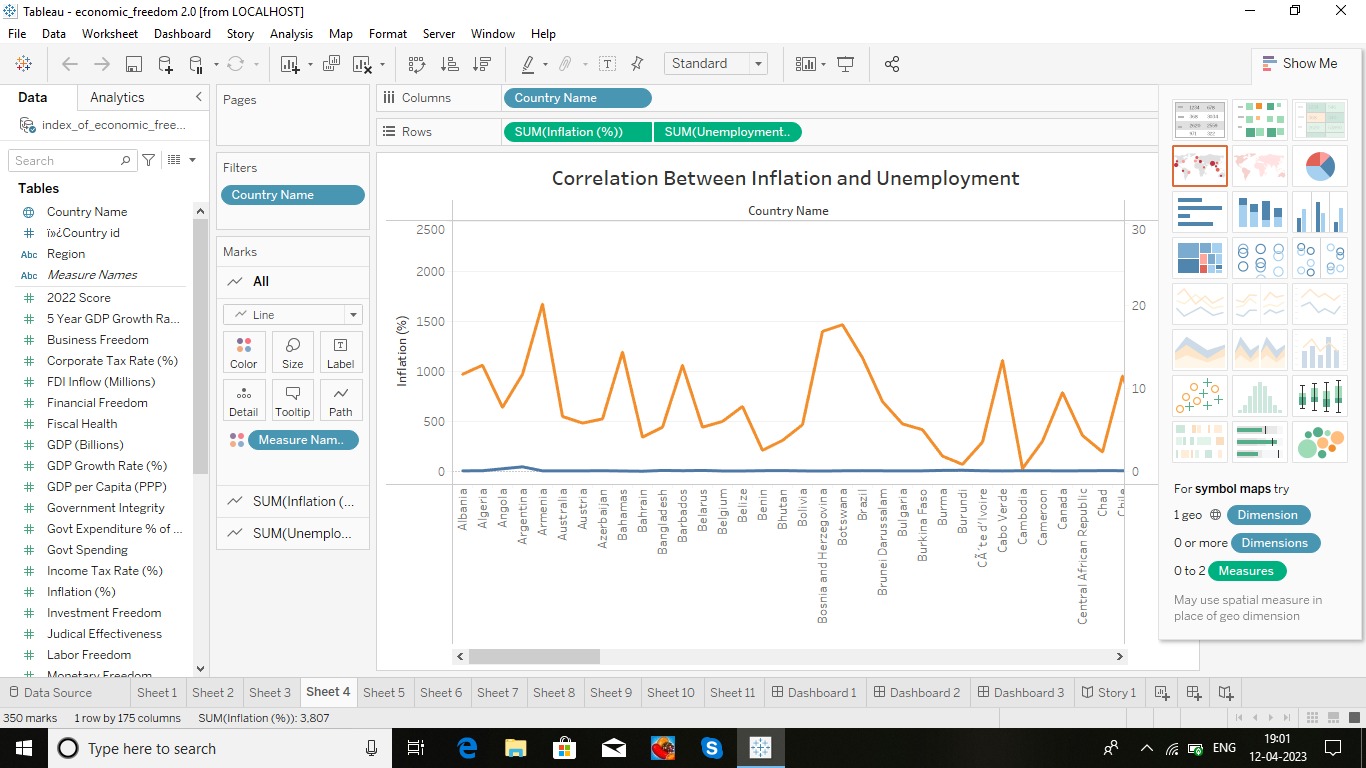 Tableau - economic_freedom 2.0 [from LOCALHOST]
File Data Worksheet Dashboard Story Analysis Map Format Server Window Help
Standard
Show Me
Data Analytics
index_of_economic_free...
Search
Tables
Country Name
ï»¿Country id
Abc Region
Abc Measure Names
2022 Score
5 Year GDP Growth Ra...
Business Freedom
Corporate Tax Rate (%)
FDI Inflow (Millions)
Financial Freedom
Fiscal Health
GDP (Billions)
GDP Growth Rate (%)
GDP per Capita (PPP)
Government Integrity
Govt Expenditure % of ...
Govt Spending
Income Tax Rate (%)
Inflation (%)
Investment Freedom
Judical Effectiveness
Labor Freedom
Monetary Freedom
Pages
Filters
Country Name
Marks
All
Line
Color Size Label
Detail Tooltip Path
Measure Nam..
SUM(Inflation (...
SUM(Unemplo...
Columns Country Name
Rows SUM(Inflation (%)) SUM(Unemployment..
Correlation Between Inflation and Unemployment
Country Name
Inflation (%)
2500
2000
1500
1000
500
0
30
20
10
0
Albania
Algeria
Angola
Argentina
Armenia
Australia
Austria
Azerbaijan
Bahamas
Bahrain
Bangladesh
Barbados
Belarus
Belgium
Belize
Benin
Bhutan
Bolivia
Bosnia and Herzegovina
Botswana
Brazil
Brunei Darussalam
Bulgaria
Burkina Faso
Burma
Burundi
CÃ´te d'Ivoire
Cabo Verde
Cambodia
Cameroon
Canada
Central African Republic
Chad
Chile
For symbol maps try
1 geo Dimension
0 or more Dimensions
0 to 2 Measures
May use spatial measure in
place of geo dimension
Data Source Sheet 1 Sheet 2 Sheet 3 Sheet 4 Sheet 5 Sheet 6 Sheet 7 Sheet 8 Sheet 9 Sheet 10 Sheet 11 Dashboard 1 Dashboard 2 Dashboard 3 Story 1
350 marks 1 row by 175 columns SUM(Inflation (%)): 3,807
Type here to search
ENG
19:01
12-04-2023